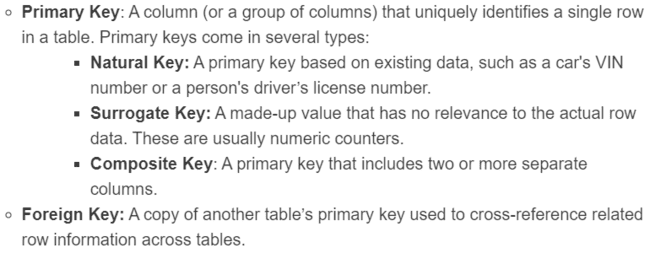 Primary Key: A column (or a group of columns) that uniquely identifies a single row
in a table. Primary keys come in several types:
Natural Key: A primary key based on existing data, such as a car's VIN
number or a person's driver’s license number.
Surrogate Key: A made-up value that has no relevance to the actual row
data. These are usually numeric counters.
Composite Key: A primary key that includes two or more separate
columns.
Foreign Key: A copy of another table’s primary key used to cross-reference related
row information across tables.